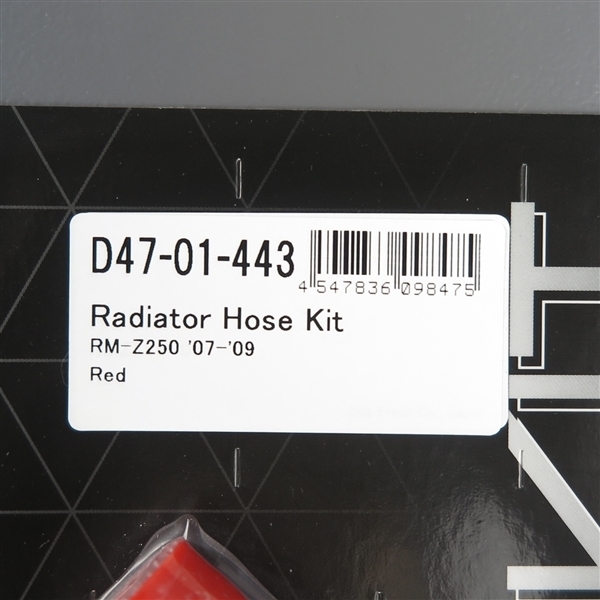 D47-01-443
4 547836 098475
Radiator Hose Kit
RM-Z250 '07-'09
Red